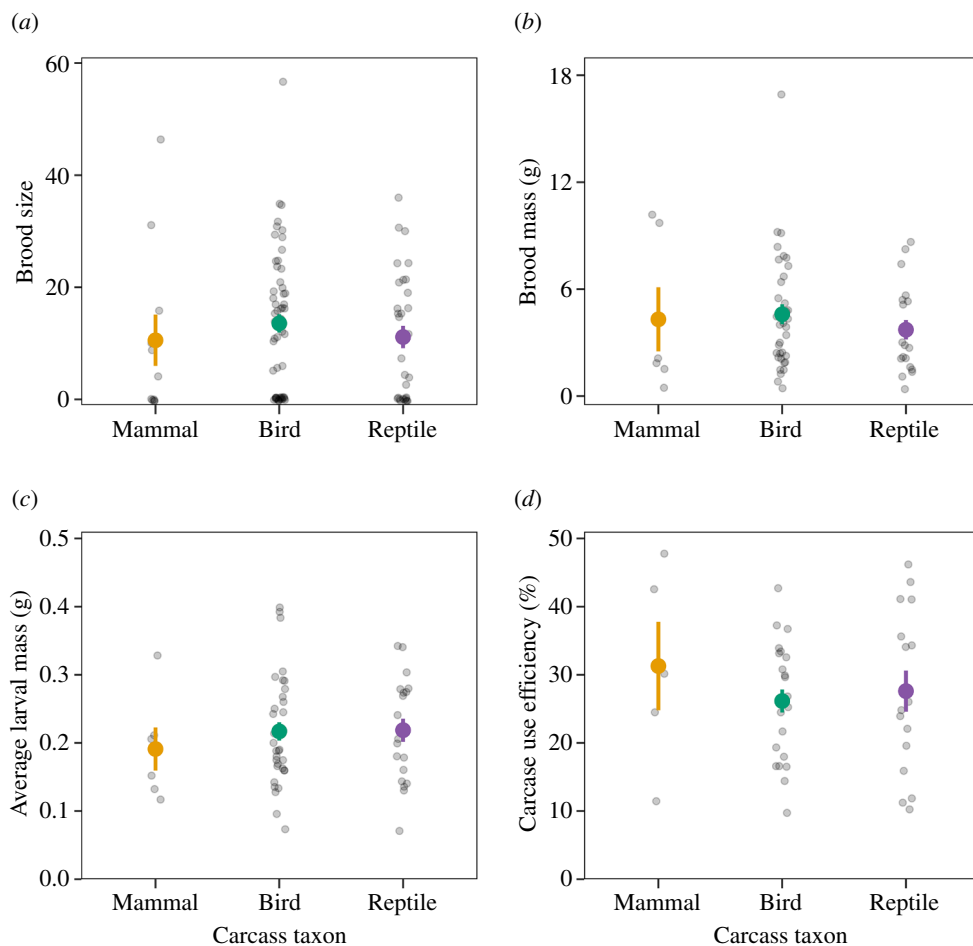 (a)
Brood size
60
40
20
0
Mammal Bird Reptile
(b)
Brood mass (g)
18
12
6
0
Mammal Bird Reptile
(c)
Average larval mass (g)
0.5
0.4
0.3
0.2
0.1
0.0
Mammal Bird Reptile
Carcass taxon
(d)
Carcase use efficiency (%)
50
40
30
20
10
0
Mammal Bird Reptile
Carcass taxon